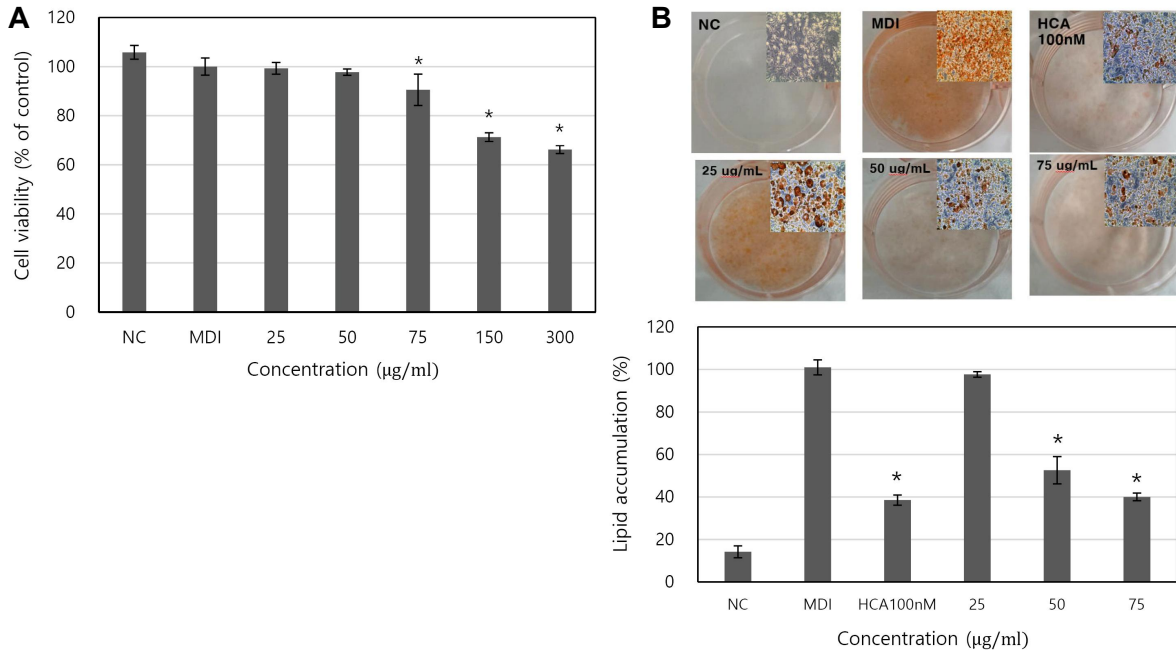 A
120
100
80
60
40
20
0
Cell viability (% of control)
*
*
*
NC MDI 25 50 75 150 300
Concentration (μg/ml)
B
NC
MDI
HCA
100nM
25 ug/mL
50 ug/mL
75 ug/mL
120
100
80
60
40
20
0
Lipid accumulation (%)
*
*
*
NC MDI HCA100nM 25 50 75
Concentration (μg/ml)